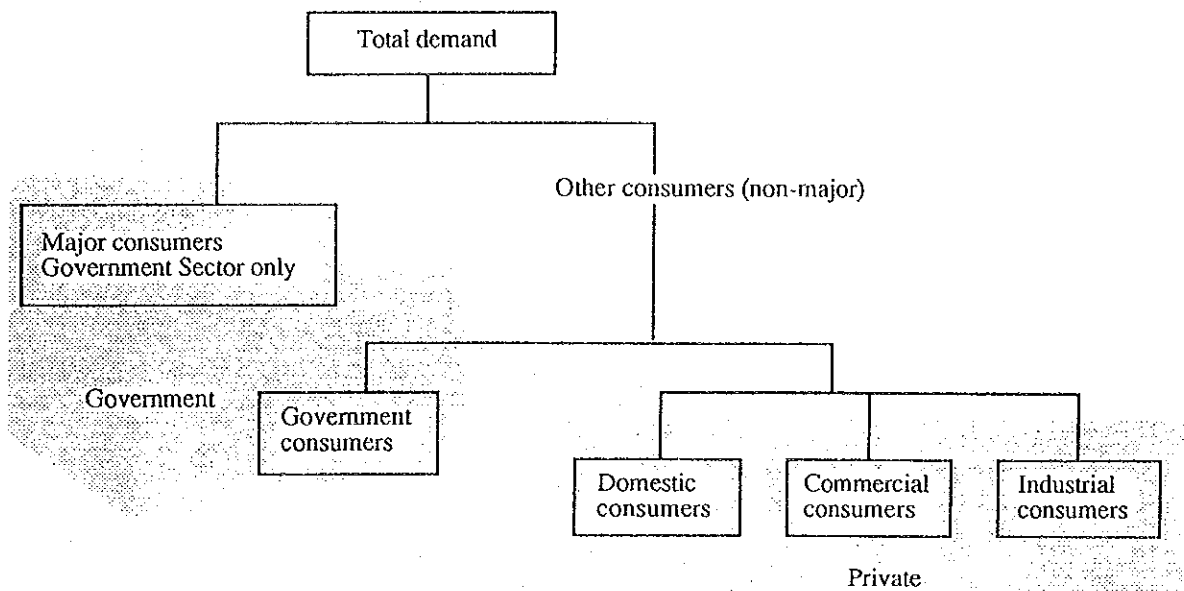 Total demand
Other consumers (non-major)
Major consumers
Government Sector only
Government
Government
consumers
Domestic
consumers
Commercial
consumers
Industrial
consumers
Private